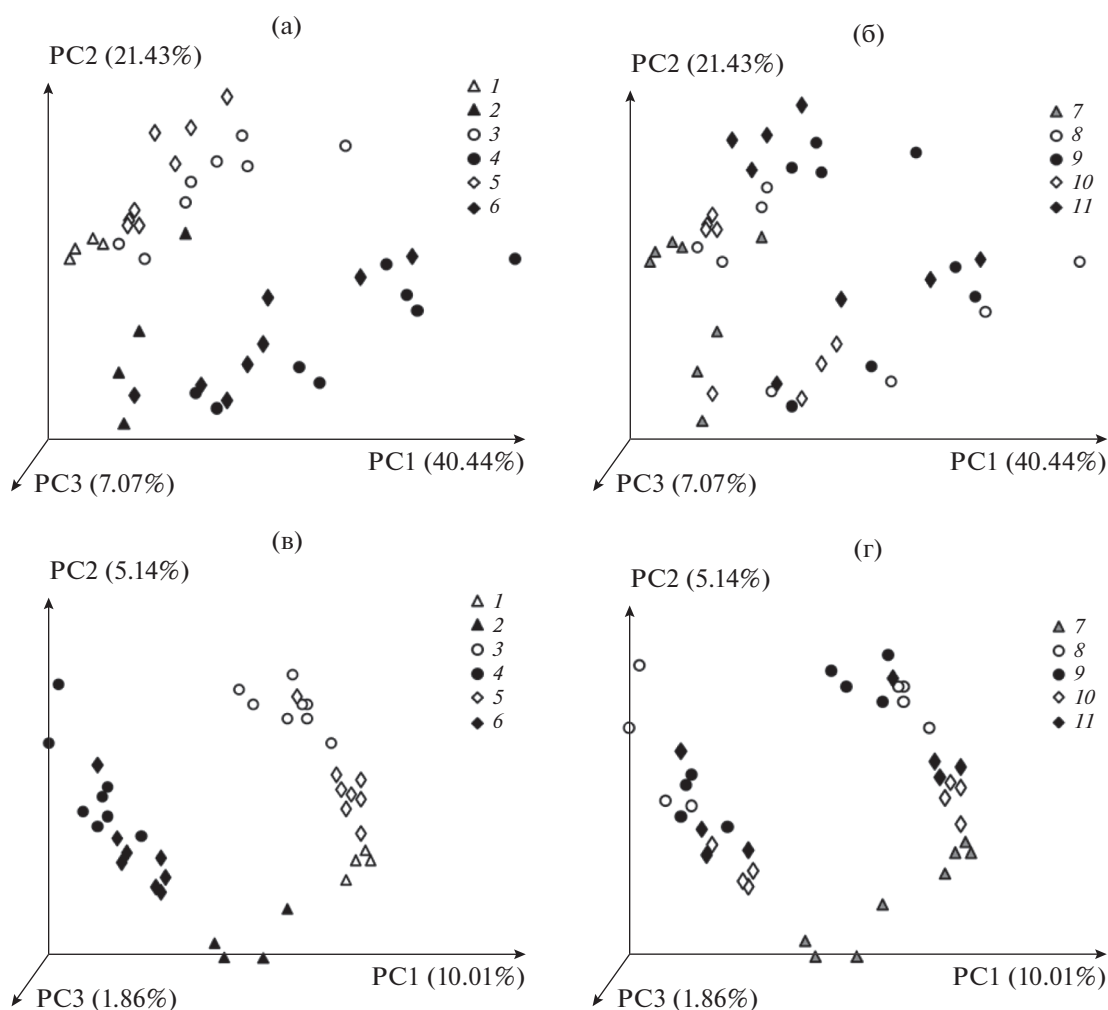 (а)
PC2 (21.43%)
1
2
3
4
5
6
PC1 (40.44%)
PC3 (7.07%)
(б)
PC2 (21.43%)
7
8
9
10
11
PC1 (40.44%)
PC3 (7.07%)
(в)
PC2 (5.14%)
1
2
3
4
5
6
PC1 (10.01%)
PC3 (1.86%)
(г)
PC2 (5.14%)
7
8
9
10
11
PC1 (10.01%)
PC3 (1.86%)